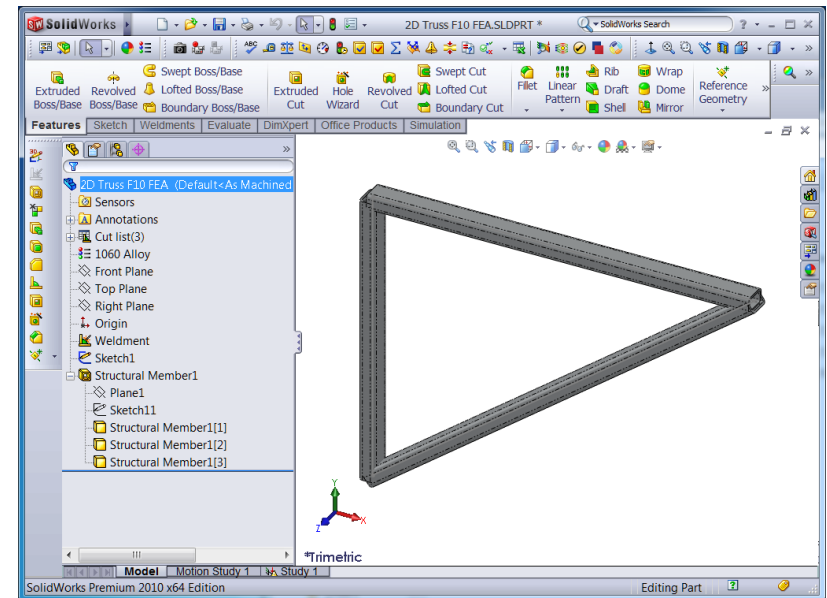 SolidWorks
2D Truss F10 FEA.SLDPRT *
SolidWorks Search
Extruded Boss/Base
Revolved Boss/Base
Swept Boss/Base
Lofted Boss/Base
Boundary Boss/Base
Extruded Cut
Hole Wizard
Revolved Cut
Swept Cut
Lofted Cut
Boundary Cut
Fillet
Linear Pattern
Rib
Draft
Shell
Wrap
Dome
Mirror
Reference Geometry
Features Sketch Weldments Evaluate DimXpert Office Products Simulation
2D Truss F10 FEA (Default<As Machined
Sensors
Annotations
Cut list(3)
1060 Alloy
Front Plane
Top Plane
Right Plane
Origin
Weldment
Sketch1
Structural Member1
Plane1
Sketch11
Structural Member1[1]
Structural Member1[2]
Structural Member1[3]
Y
Z
X
*Trimetric
Model Motion Study 1 Study 1
SolidWorks Premium 2010 x64 Edition
Editing Part